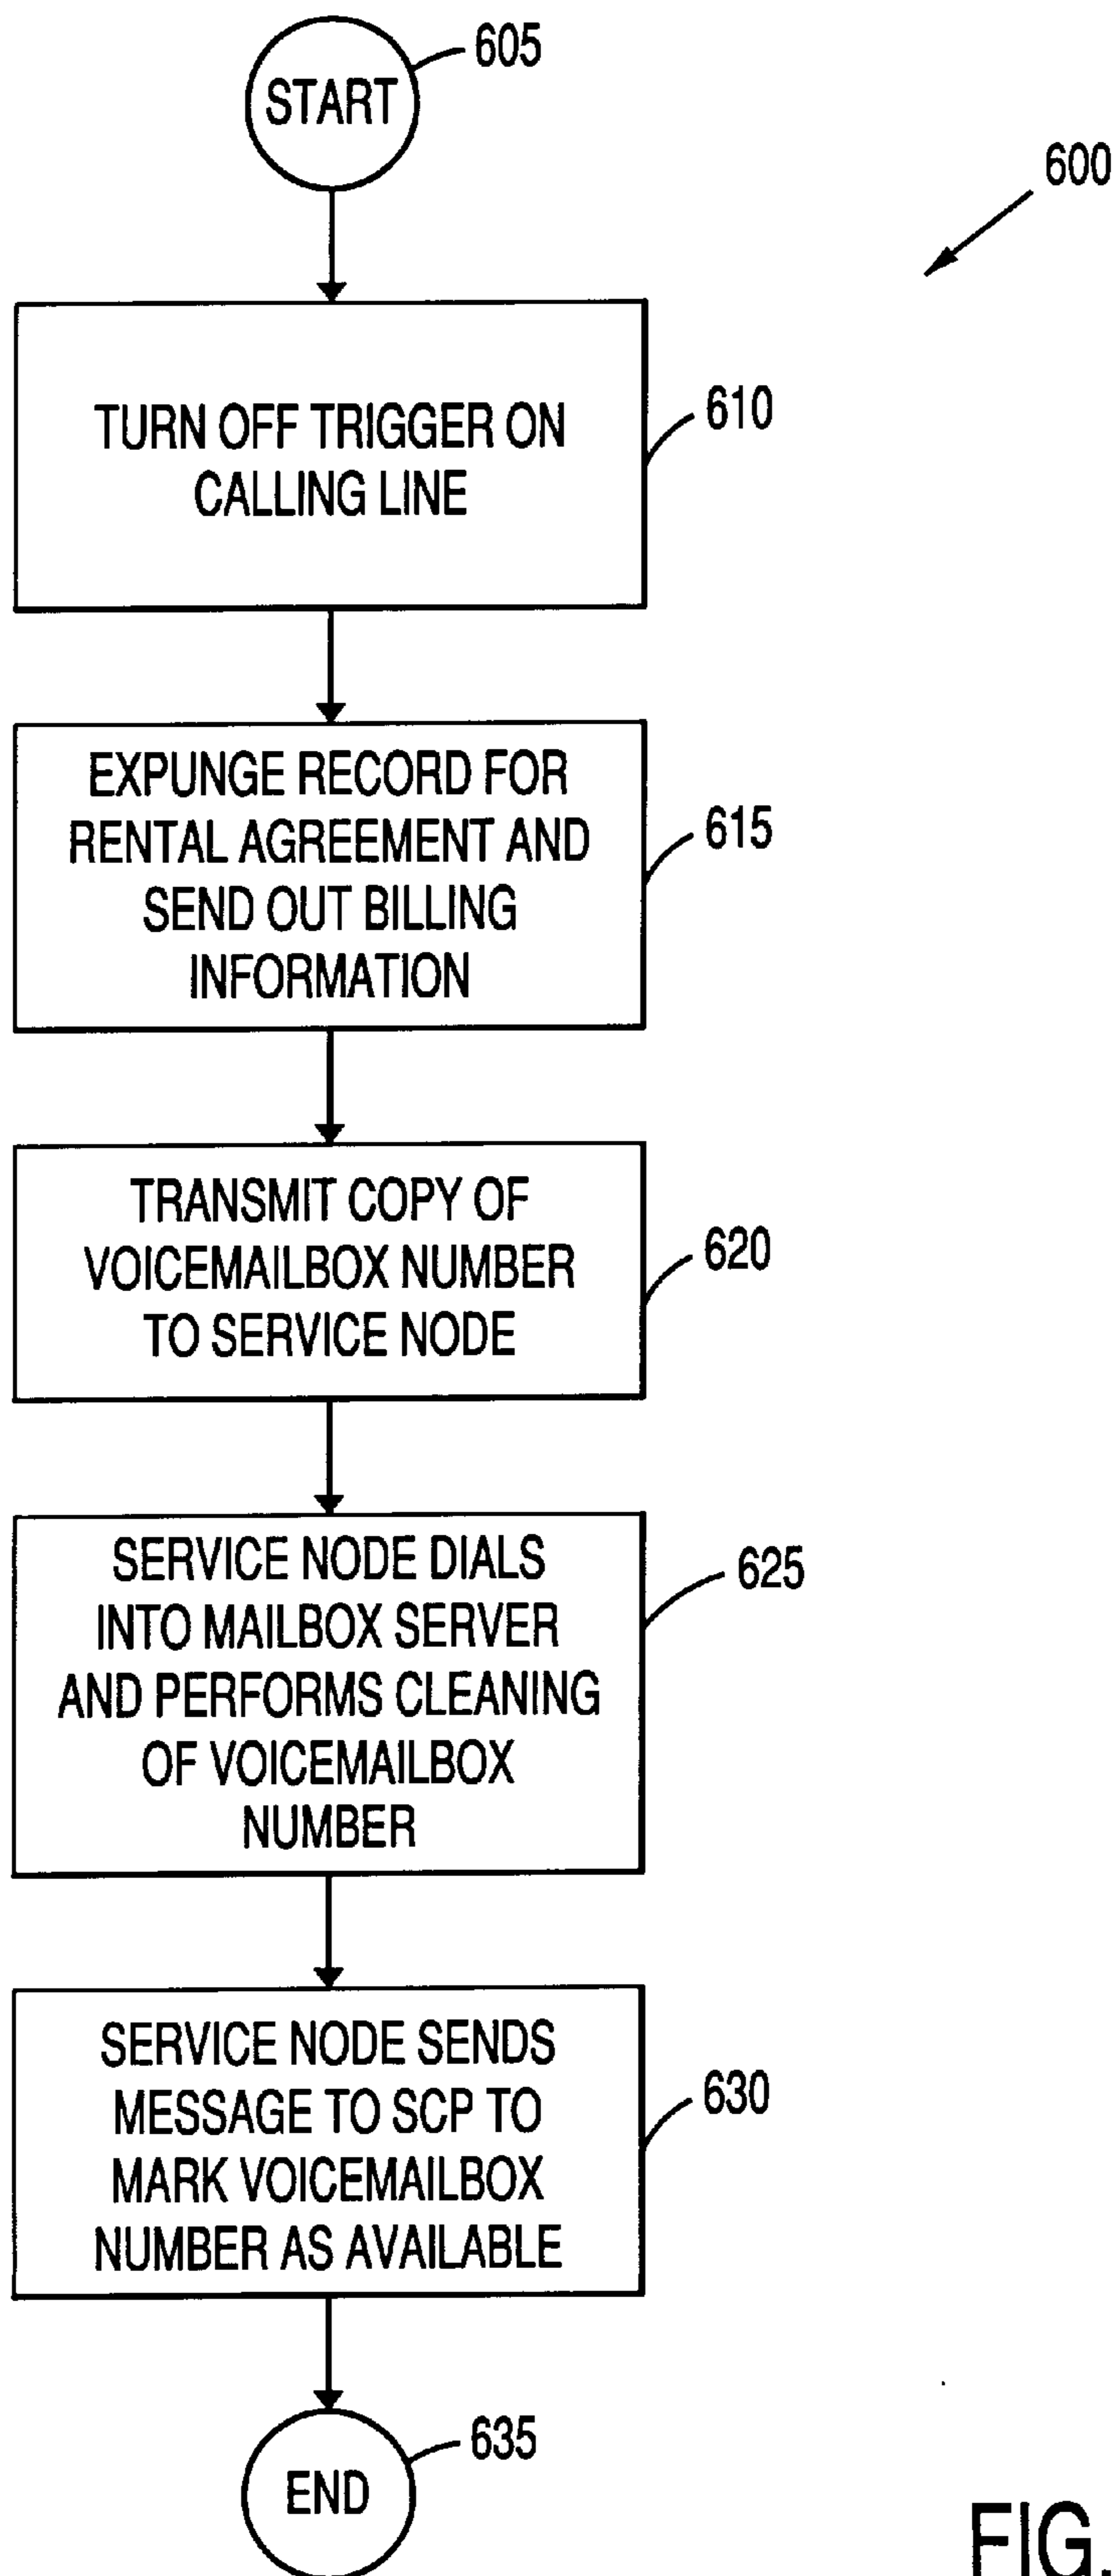 START
605
600
TURN OFF TRIGGER ON
CALLING LINE
610
EXPUNGE RECORD FOR
RENTAL AGREEMENT AND
SEND OUT BILLING
INFORMATION
615
TRANSMIT COPY OF
VOICEMAILBOX NUMBER
TO SERVICE NODE
620
SERVICE NODE DIALS
INTO MAILBOX SERVER
AND PERFORMS CLEANING
OF VOICEMAILBOX
NUMBER
625
SERVICE NODE SENDS
MESSAGE TO SCP TO
MARK VOICEMAILBOX
NUMBER AS AVAILABLE
630
END
635
FIG.